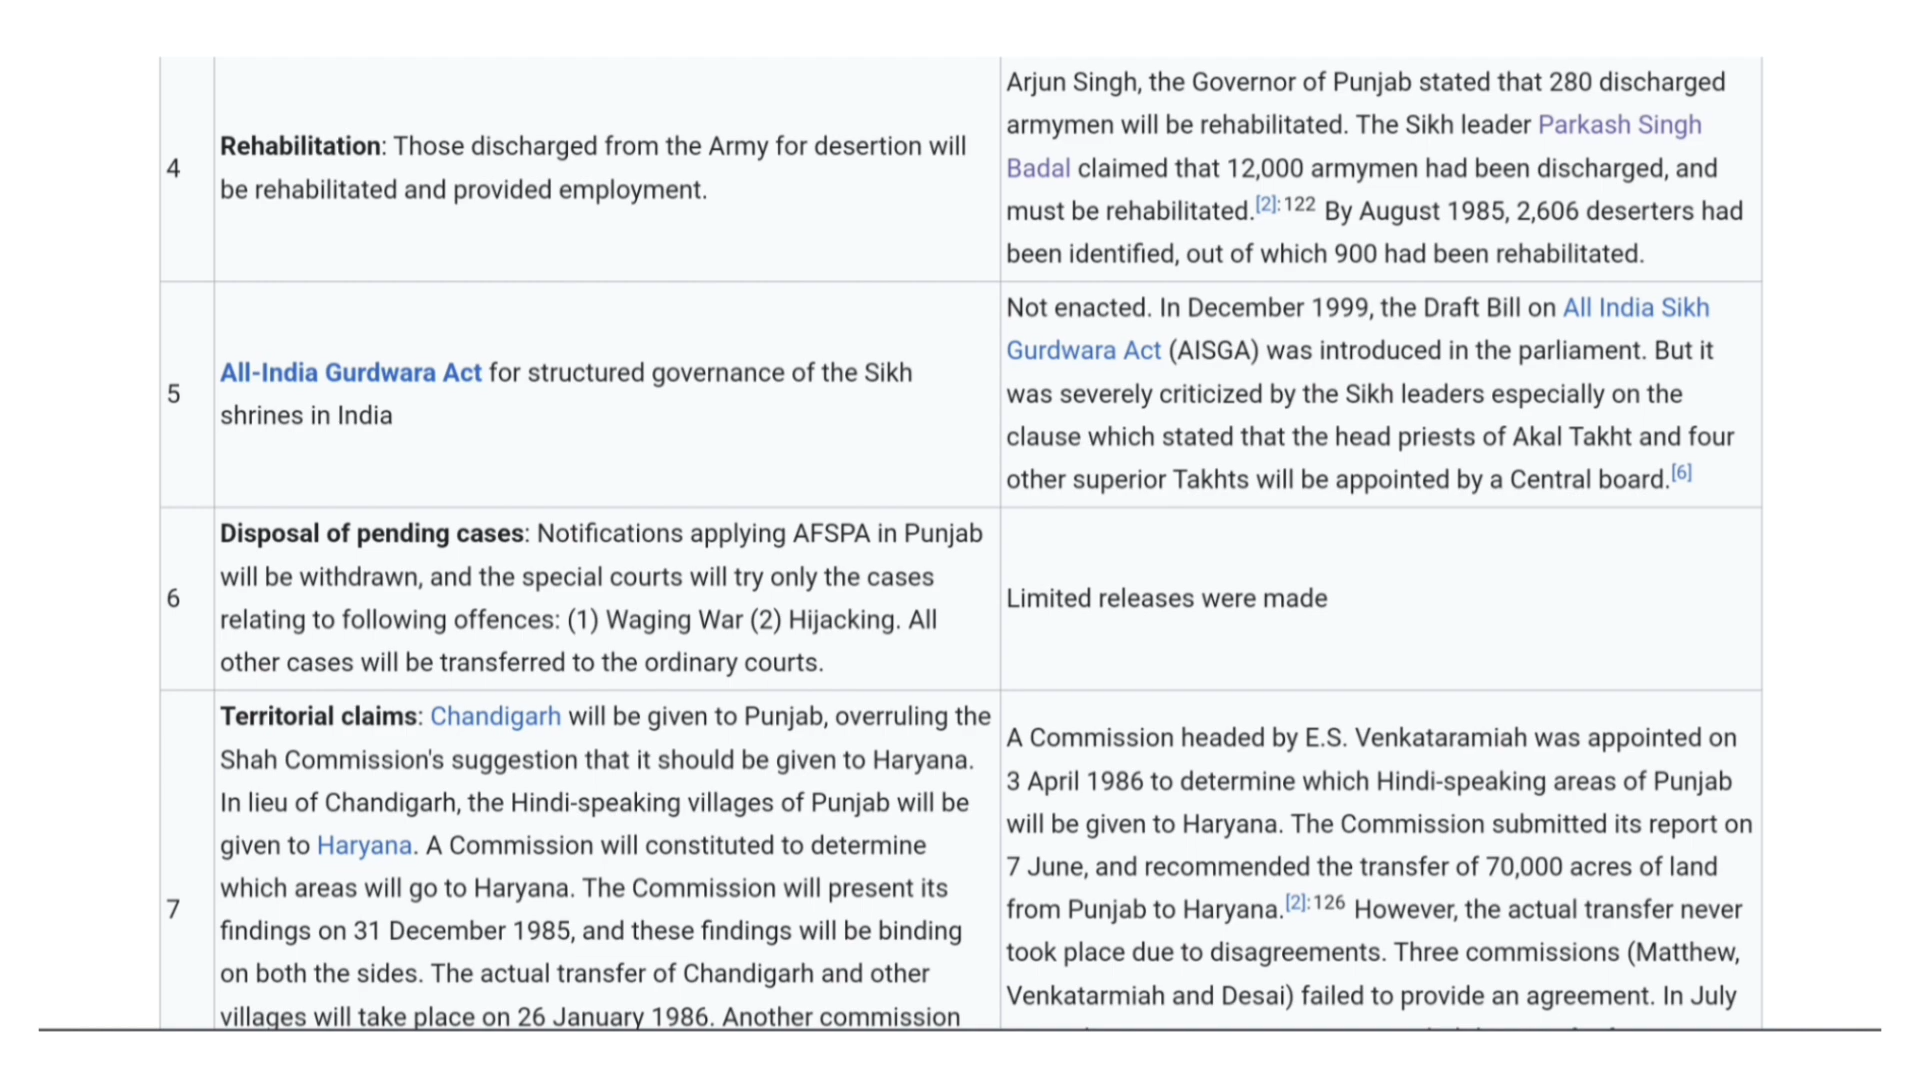 4
Rehabilitation: Those discharged from the Army for desertion will
be rehabilitated and provided employment.
Arjun Singh, the Governor of Punjab stated that 280 discharged
armymen will be rehabilitated. The Sikh leader Parkash Singh
Badal claimed that 12,000 armymen had been discharged, and
must be rehabilitated.[2]:122 By August 1985, 2,606 deserters had
been identified, out of which 900 had been rehabilitated.
5
All-India Gurdwara Act for structured governance of the Sikh
shrines in India
Not enacted. In December 1999, the Draft Bill on All India Sikh
Gurdwara Act (AISGA) was introduced in the parliament. But it
was severely criticized by the Sikh leaders especially on the
clause which stated that the head priests of Akal Takht and four
other superior Takhts will be appointed by a Central board.[6]
6
Disposal of pending cases: Notifications applying AFSPA in Punjab
will be withdrawn, and the special courts will try only the cases
relating to following offences: (1) Waging War (2) Hijacking. All
other cases will be transferred to the ordinary courts.
Limited releases were made
7
Territorial claims: Chandigarh will be given to Punjab, overruling the
Shah Commission's suggestion that it should be given to Haryana.
In lieu of Chandigarh, the Hindi-speaking villages of Punjab will be
given to Haryana. A Commission will constituted to determine
which areas will go to Haryana. The Commission will present its
findings on 31 December 1985, and these findings will be binding
on both the sides. The actual transfer of Chandigarh and other
villages will take place on 26 January 1986. Another commission
A Commission headed by E.S. Venkataramiah was appointed on
3 April 1986 to determine which Hindi-speaking areas of Punjab
will be given to Haryana. The Commission submitted its report on
7 June, and recommended the transfer of 70,000 acres of land
from Punjab to Haryana.[2]:126 However, the actual transfer never
took place due to disagreements. Three commissions (Matthew,
Venkatarmiah and Desai) failed to provide an agreement. In July